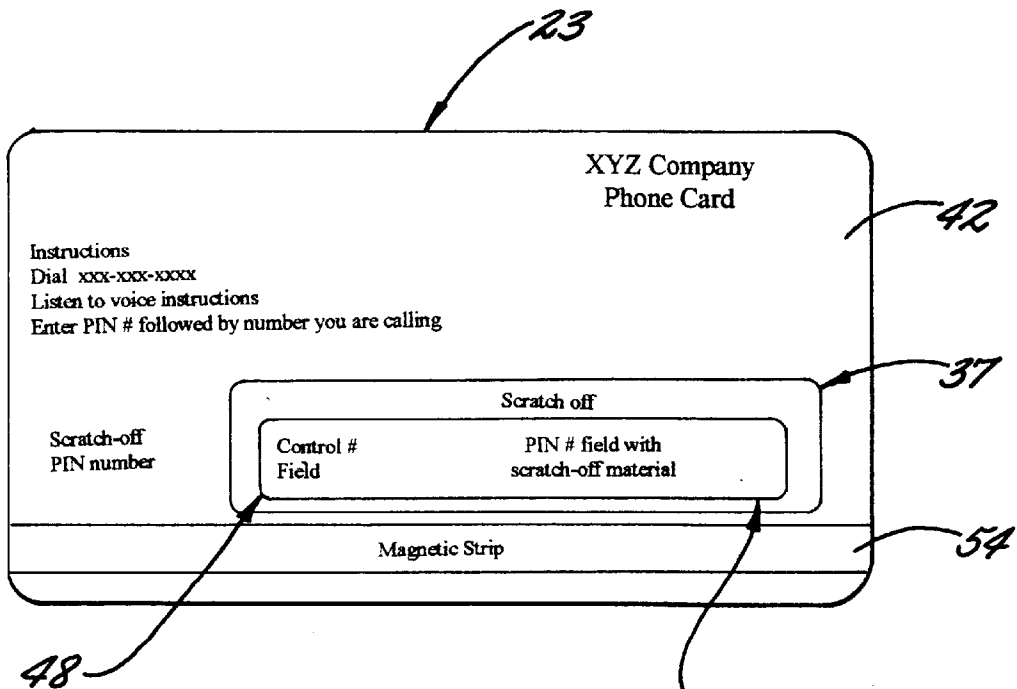 23
XYZ Company
Phone Card
42
Instructions
Dial xxx-xxx-xxxx
Listen to voice instructions
Enter PIN # followed by number you are calling
37
Scratch off
Scratch-off
PIN number
Control #
Field
PIN # field with
scratch-off material
Magnetic Strip
54
48